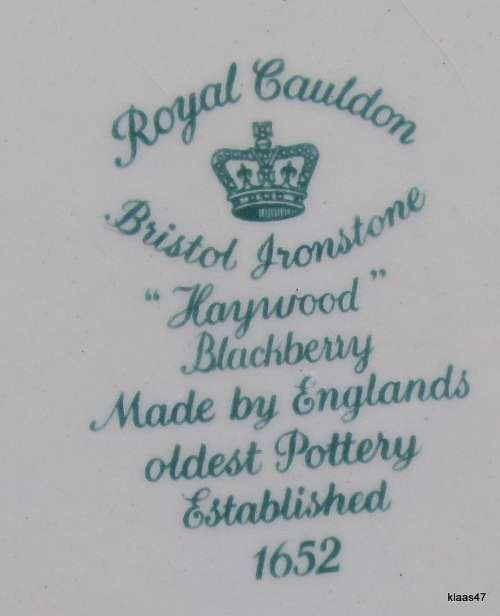 Royal Cauldon
Bristol Ironstone
"Haywood"
Blackberry
Made by Englands
oldest Pottery
Established
1652
klaas47